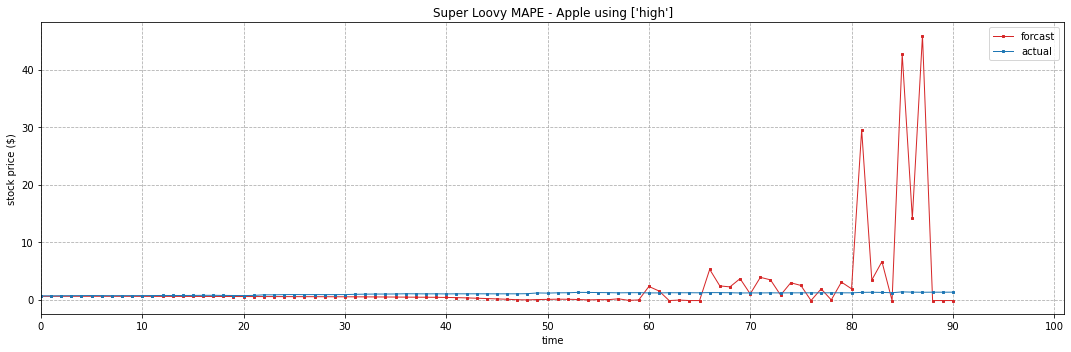 Super Loovy MAPE - Apple using ['high']
forcast
actual
stock price ($)
40
30
20
10
0
0 10 20 30 40 50 60 70 80 90 100
time